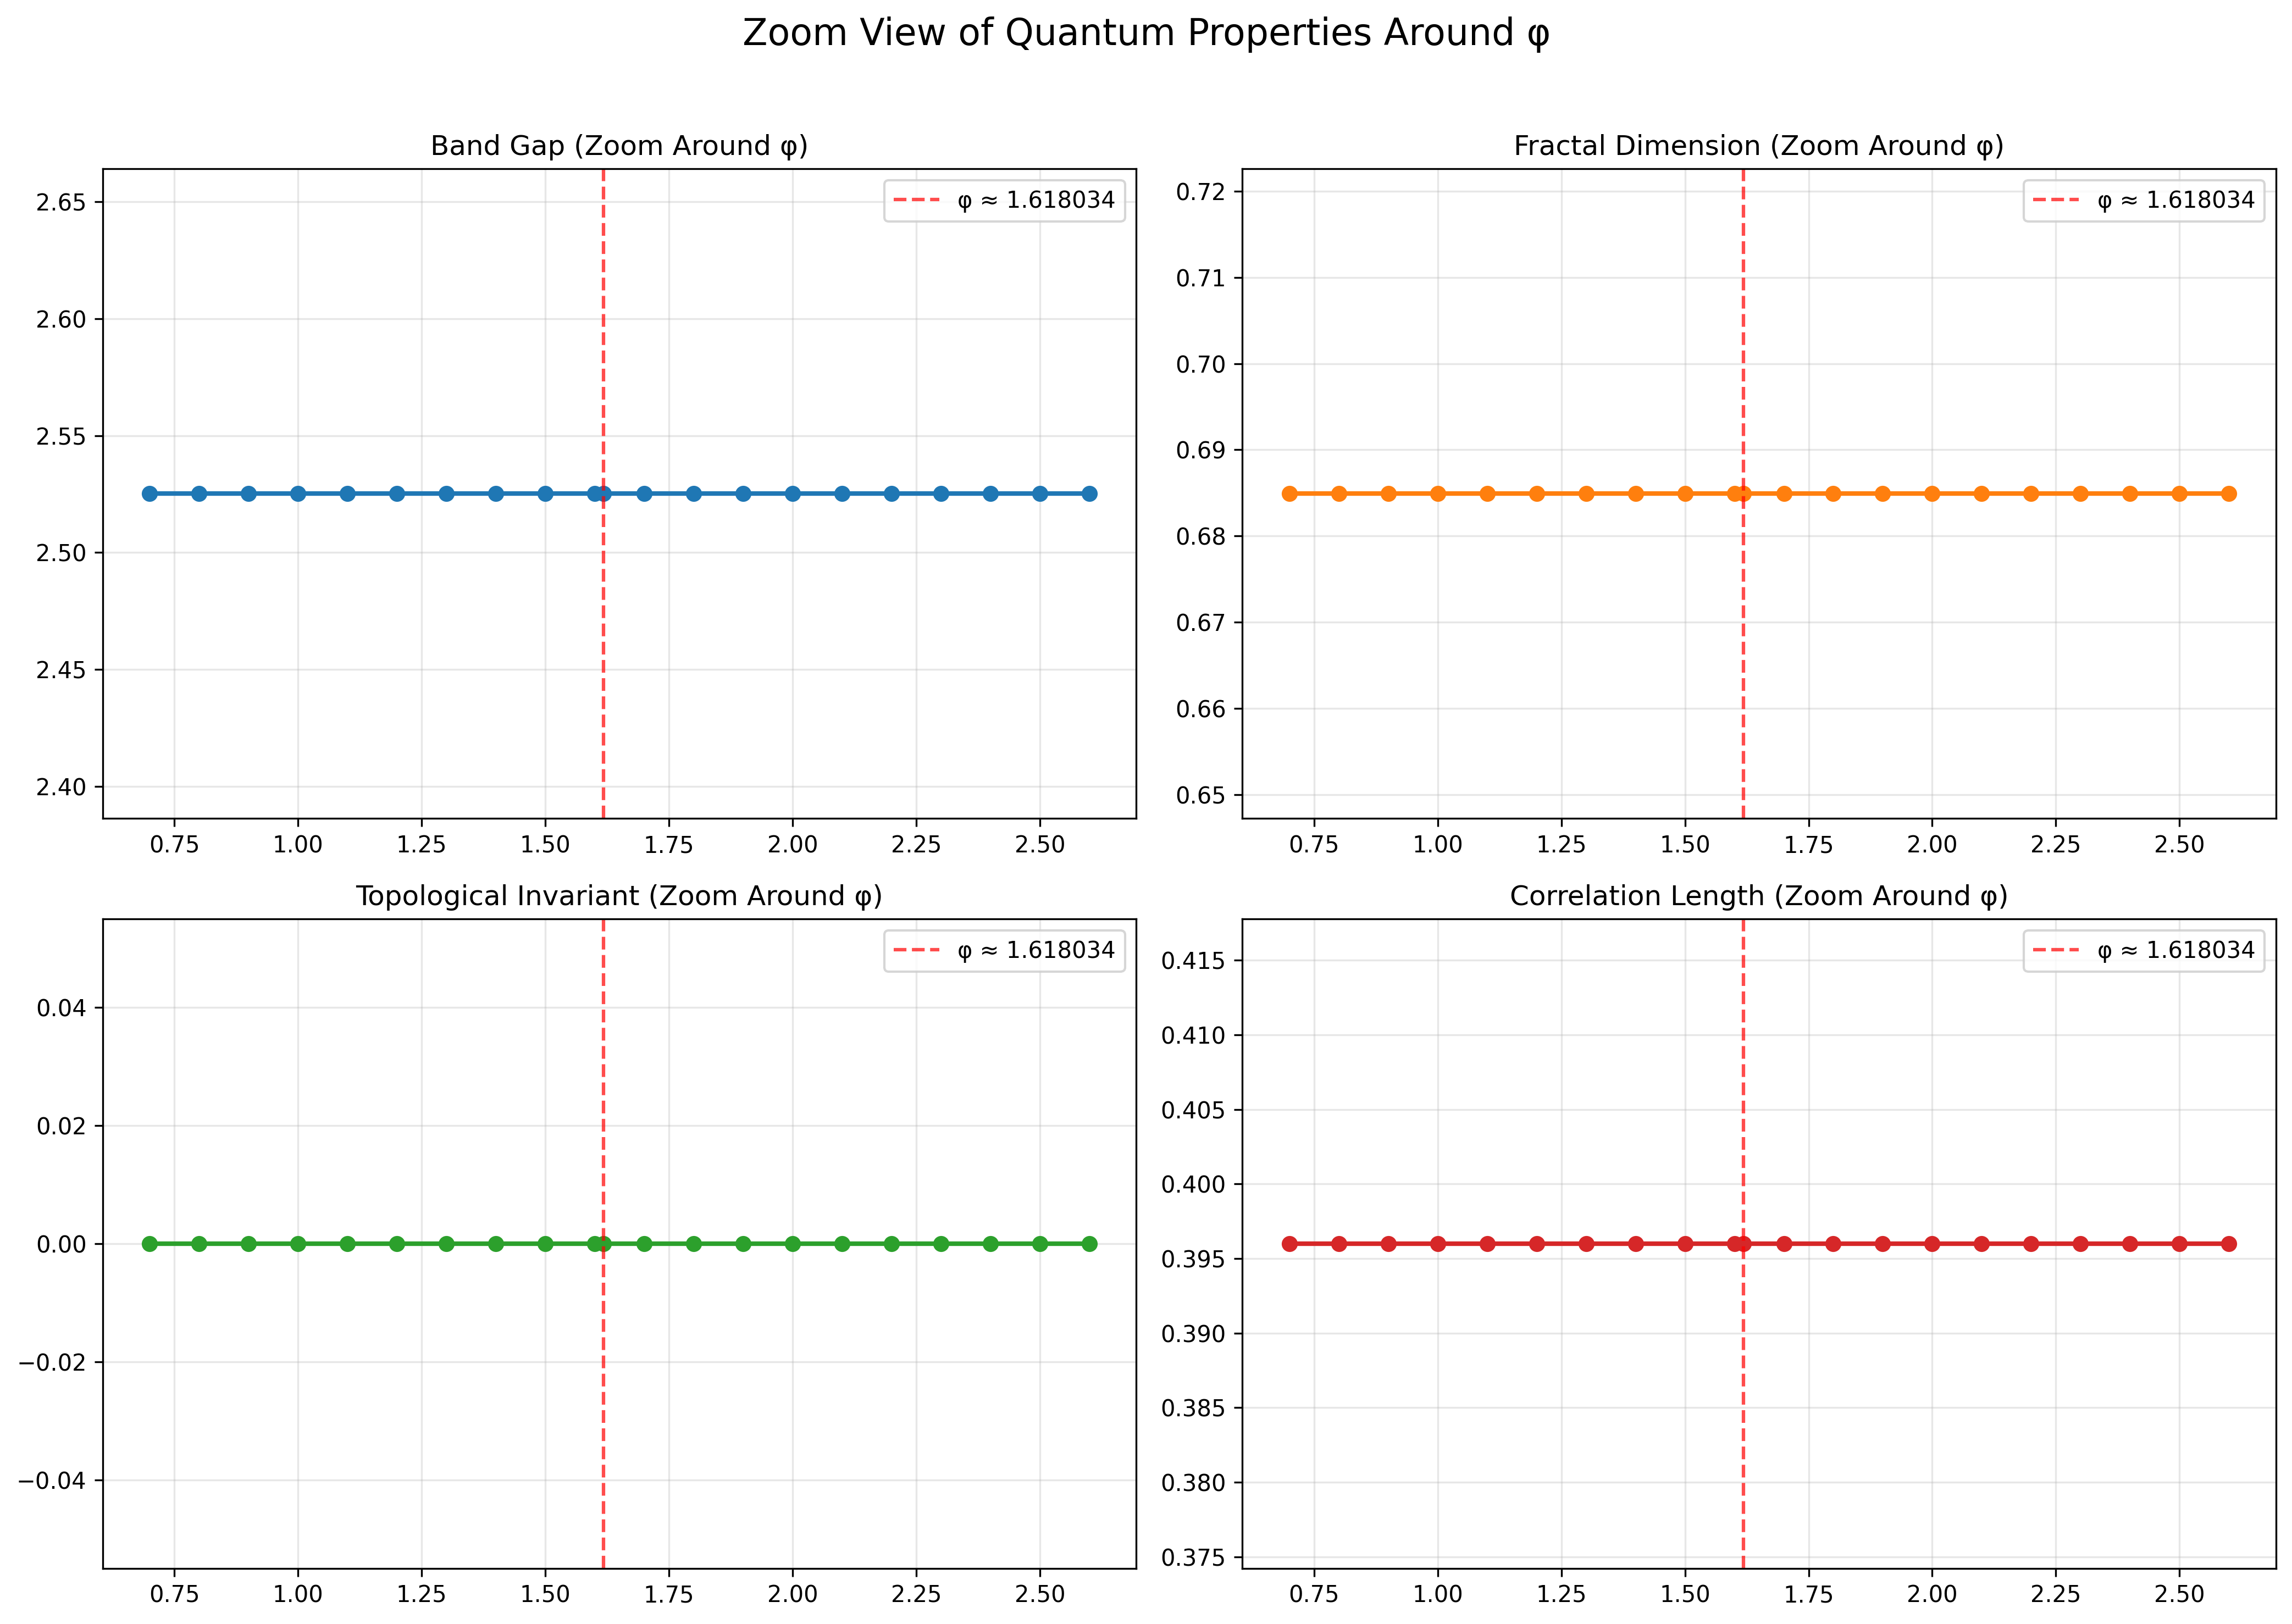 Zoom View of Quantum Properties Around φ
Band Gap (Zoom Around φ)
φ ≈ 1.618034
2.65
2.60
2.55
2.50
2.45
2.40
0.75 1.00 1.25 1.50 1.75 2.00 2.25 2.50
Fractal Dimension (Zoom Around φ)
φ ≈ 1.618034
0.72
0.71
0.70
0.69
0.68
0.67
0.66
0.65
0.75 1.00 1.25 1.50 1.75 2.00 2.25 2.50
Topological Invariant (Zoom Around φ)
φ ≈ 1.618034
0.04
0.02
0.00
−0.02
−0.04
0.75 1.00 1.25 1.50 1.75 2.00 2.25 2.50
Correlation Length (Zoom Around φ)
φ ≈ 1.618034
0.415
0.410
0.405
0.400
0.395
0.390
0.385
0.380
0.375
0.75 1.00 1.25 1.50 1.75 2.00 2.25 2.50